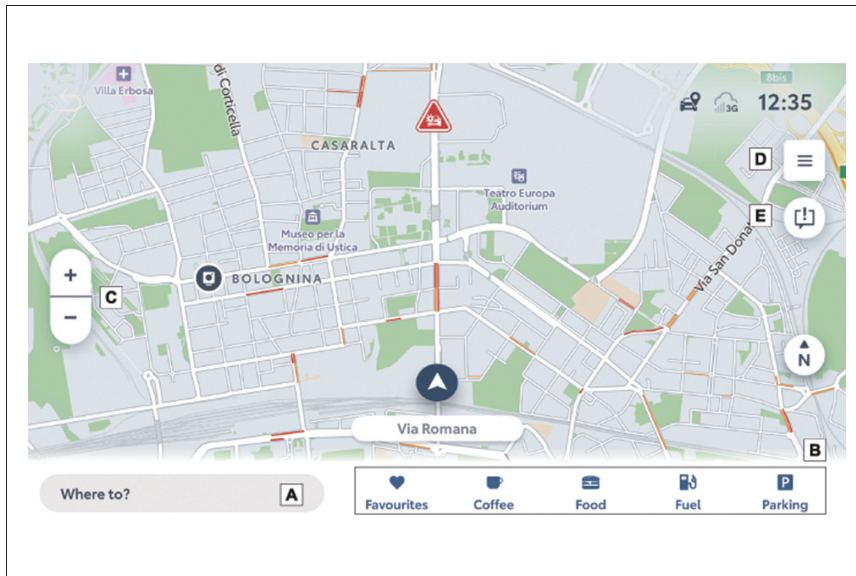 8bis
Villa Erbosa
di Corticella
3G
12:35
CASARALTA
D
Teatro Europa
Auditorium
E
Museo per la
Memoria di Ustica
Via San Donat
+
BOLOGNINA
C
−
N
Via Romana
B
Where to?
A
Favourites
Coffee
Food
Fuel
P
Parking